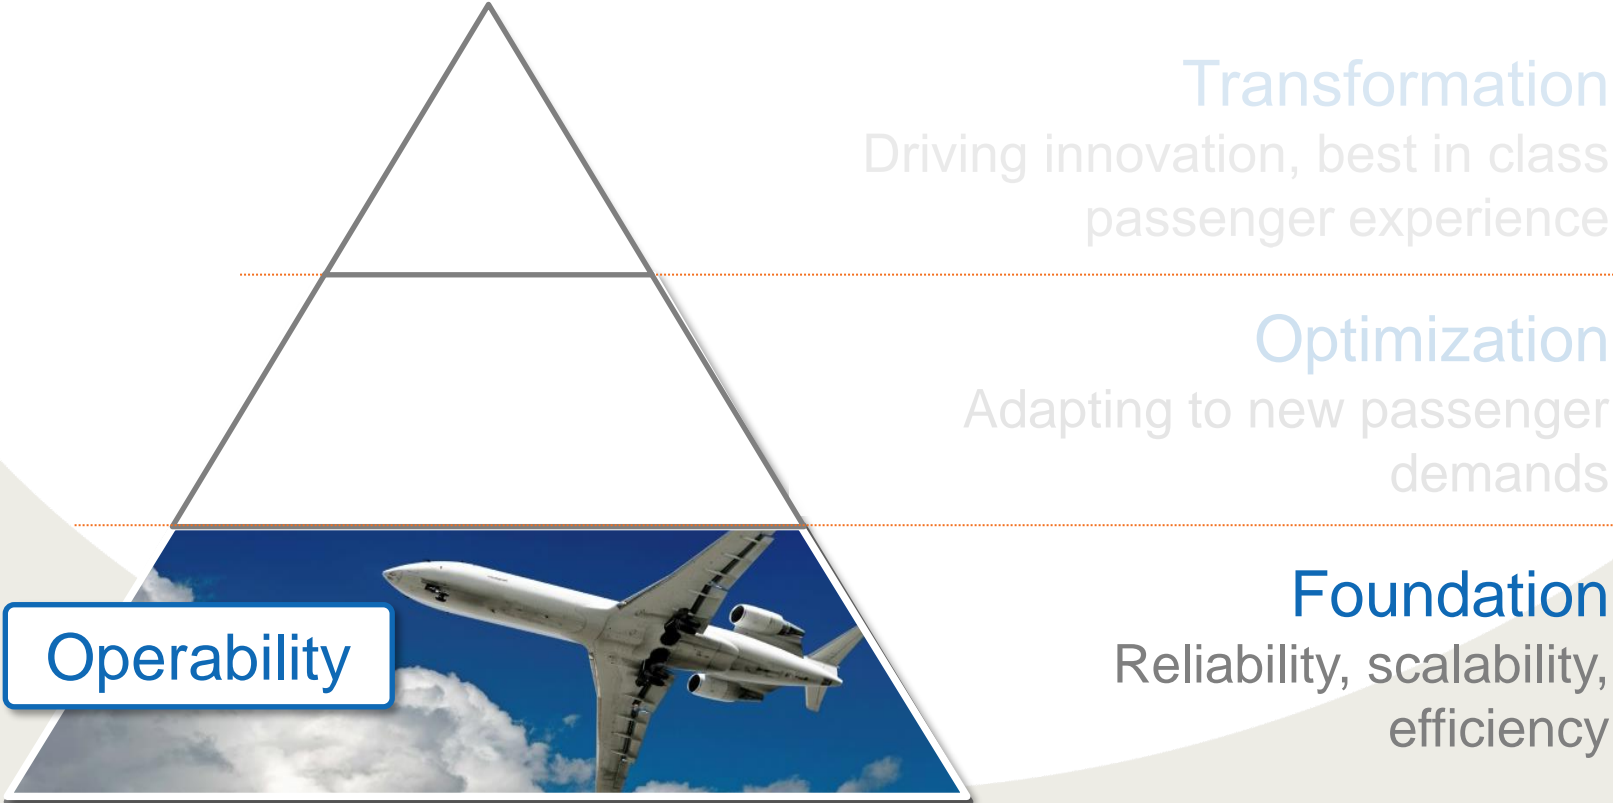 Transformation
Driving innovation, best in class
passenger experience
Optimization
Adapting to new passenger
demands
Foundation
Reliability, scalability,
efficiency
Operability